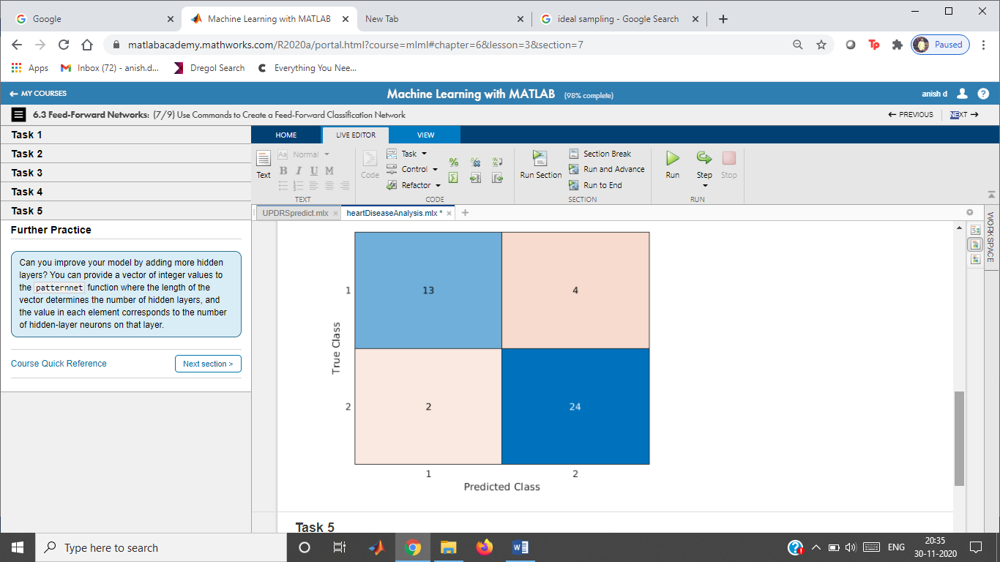 Google
Machine Learning with MATLAB
New Tab
ideal sampling - Google Search
matlabacademy.mathworks.com/R2020a/portal.html?course=mlml#chapter=6&lesson=3&section=7
Tp
Paused
Apps
Inbox (72) - anish.d...
Dregol Search
Everything You Nee...
MY COURSES
Machine Learning with MATLAB (98% complete)
anish d
6.3 Feed-Forward Networks: (7/9) Use Commands to Create a Feed-Forward Classification Network
PREVIOUS
NEXT
Task 1
Task 2
Task 3
Task 4
Task 5
Further Practice
Can you improve your model by adding more hidden
layers? You can provide a vector of integer values to
the patternnet function where the length of the
vector determines the number of hidden layers, and
the value in each element corresponds to the number
of hidden-layer neurons on that layer.
Course Quick Reference
Next section >
HOME
LIVE EDITOR
VIEW
Text
Aa Normal
B I U M
TEXT
Code
Task
Control
Refactor
CODE
Run Section
Section Break
Run and Advance
Run to End
SECTION
Run
Step
Stop
RUN
UPDRSpredict.mlx
heartDiseaseAnalysis.mlx *
WORKSPACE
True Class
1
13
4
2
2
24
1
2
Predicted Class
Task 5
Type here to search
ENG
20:35
30-11-2020